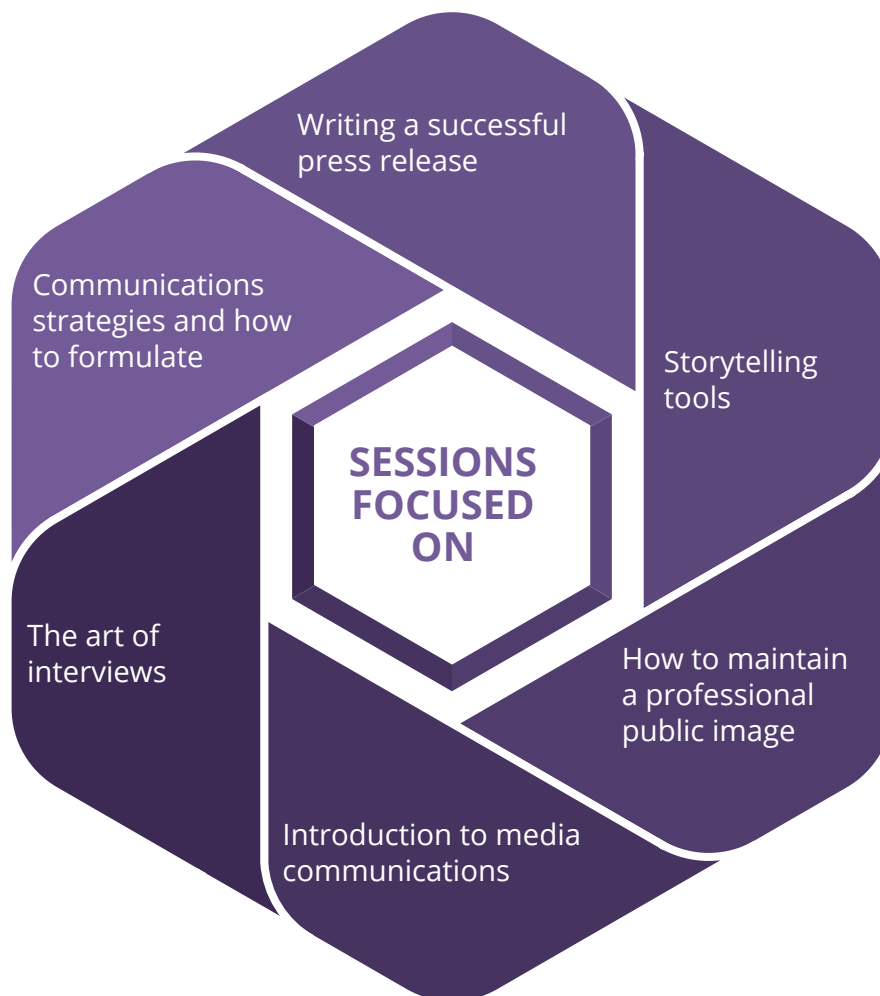 Writing a successful
press release
Communications
strategies and how
to formulate
Storytelling
tools
SESSIONS
FOCUSED
ON
The art of
interviews
How to maintain
a professional
public image
Introduction to media
communications